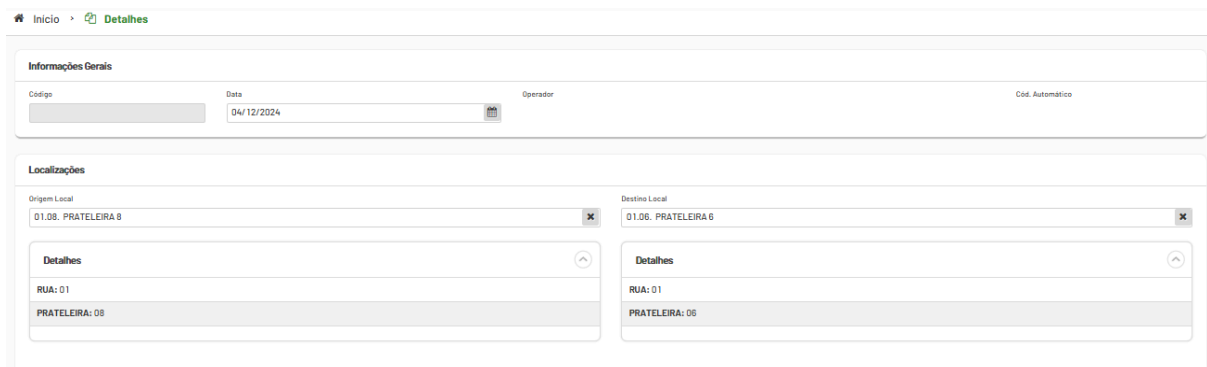 Início > Detalhes
Informações Gerais
Código Data Operador Cód. Automático
04/12/2024
Localizações
Origem Local Destino Local
01.08. PRATELEIRA 8 01.06. PRATELEIRA 6
Detalhes Detalhes
RUA: 01 RUA: 01
PRATELEIRA: 08 PRATELEIRA: 06